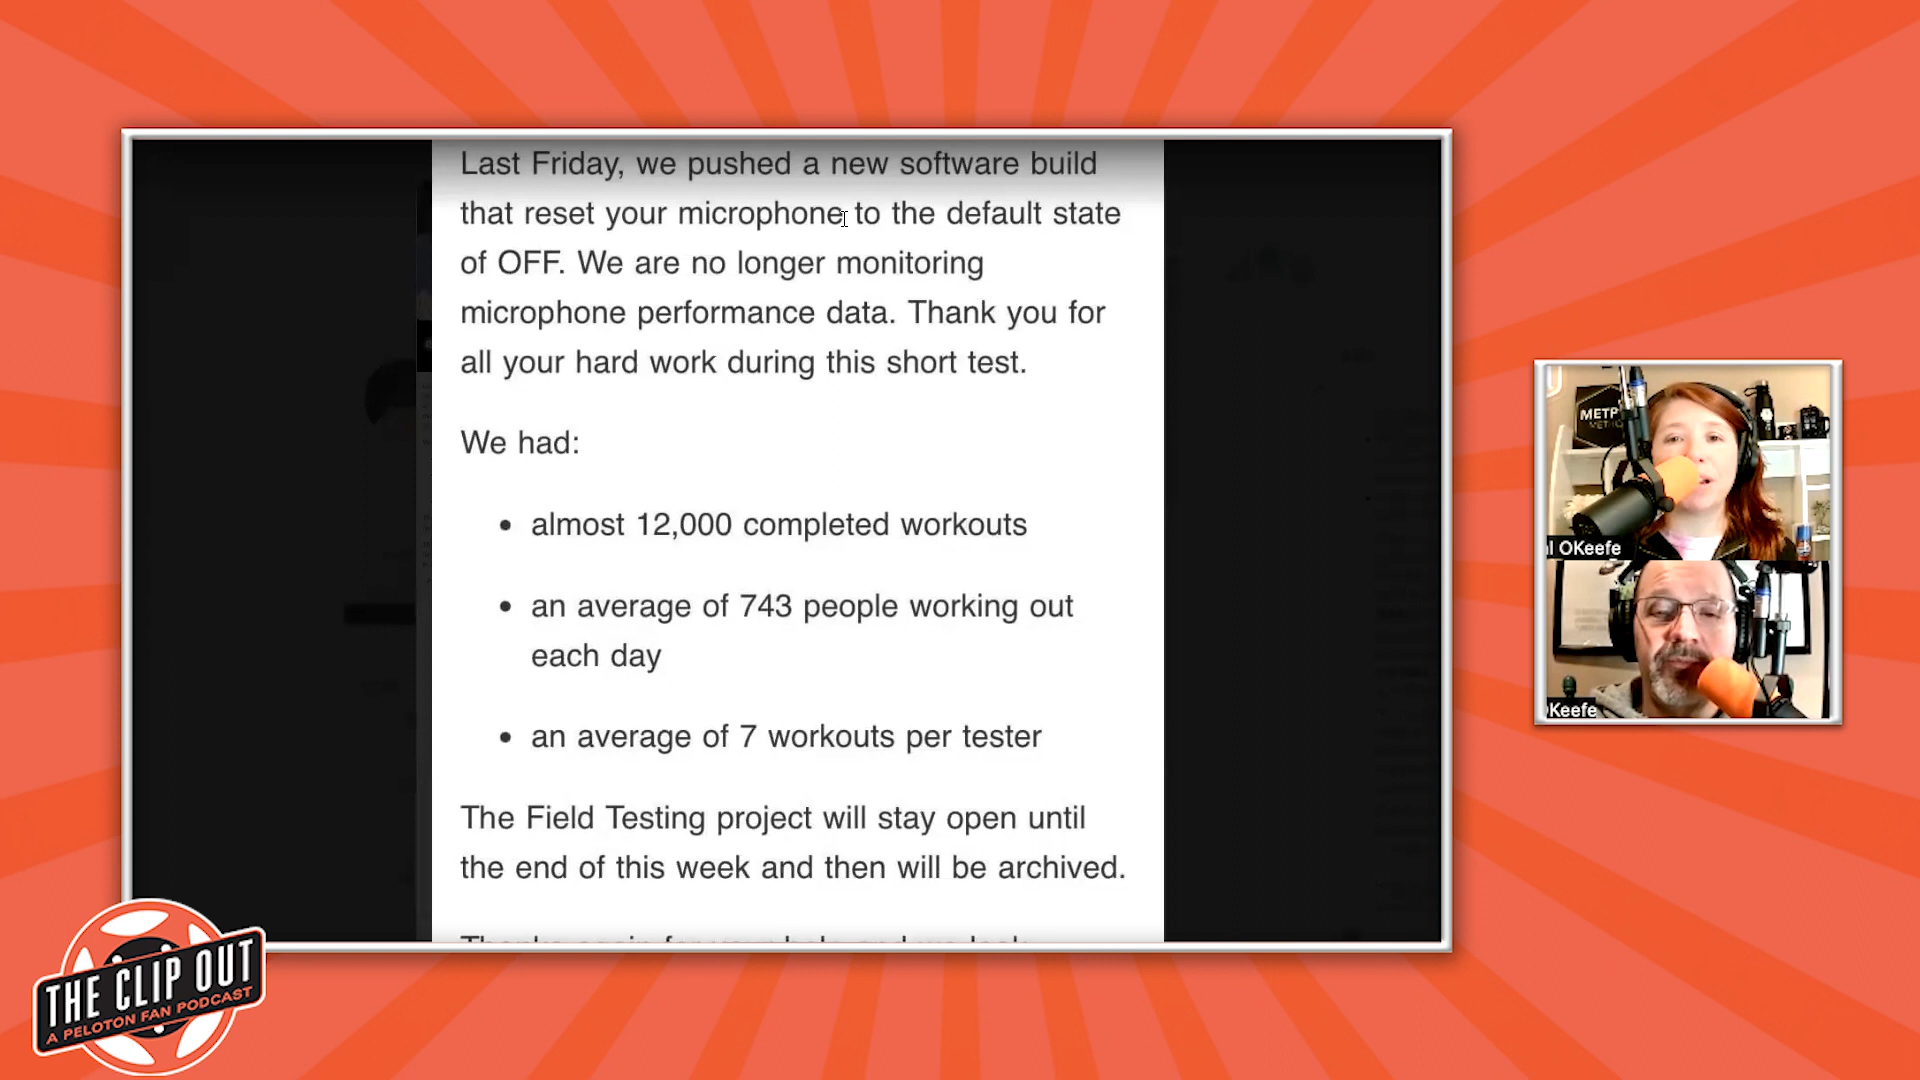 Last Friday, we pushed a new software build
that reset your microphone to the default state
of OFF. We are no longer monitoring
microphone performance data. Thank you for
all your hard work during this short test.
We had:
• almost 12,000 completed workouts
• an average of 743 people working out
each day
• an average of 7 workouts per tester
The Field Testing project will stay open until
the end of this week and then will be archived.
METP
METHO
l OKeefe
Keefe
THE CLIP OUT
A PELOTON FAN PODCAST